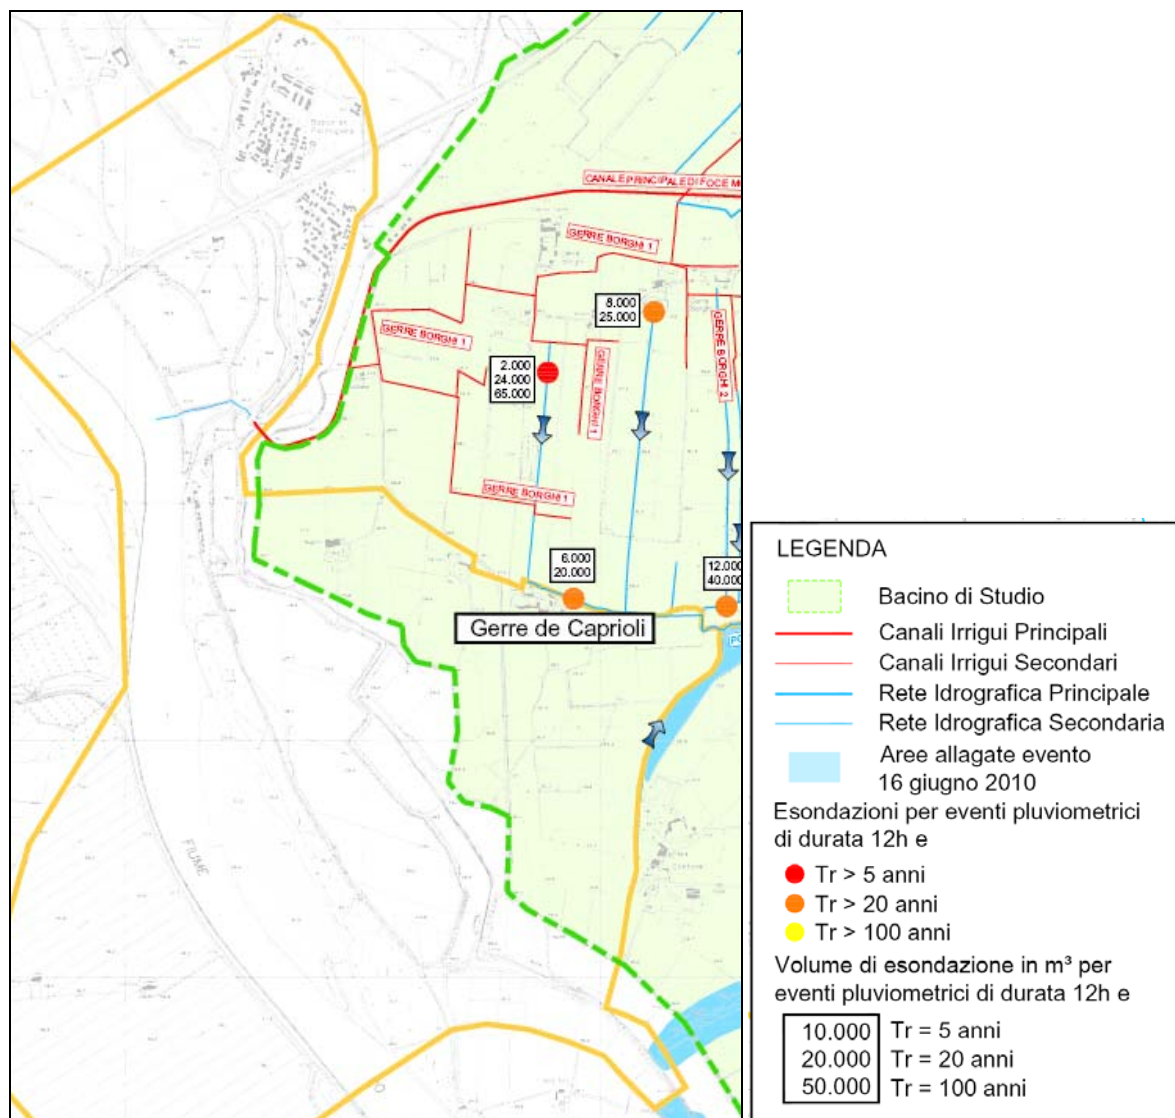 CANALE PRINCIPALE DI FOCE M
GERRE BORGHI 1
8.000
25.000
GERRE BORGHI 1
GERRE BORGHI 2
2.000
24.000
65.000
GERRE BORGHI 1
GERRE BORGHI 1
6.000
20.000
12.000
40.000
Gerre de Caprioli
FIUME
LEGENDA
Bacino di Studio
Canali Irrigui Principali
Canali Irrigui Secondari
Rete Idrografica Principale
Rete Idrografica Secondaria
Aree allagate evento
16 giugno 2010
Esondazioni per eventi pluviometrici
di durata 12h e
Tr > 5 anni
Tr > 20 anni
Tr > 100 anni
Volume di esondazione in m³ per
eventi pluviometrici di durata 12h e
10.000 Tr = 5 anni
20.000 Tr = 20 anni
50.000 Tr = 100 anni